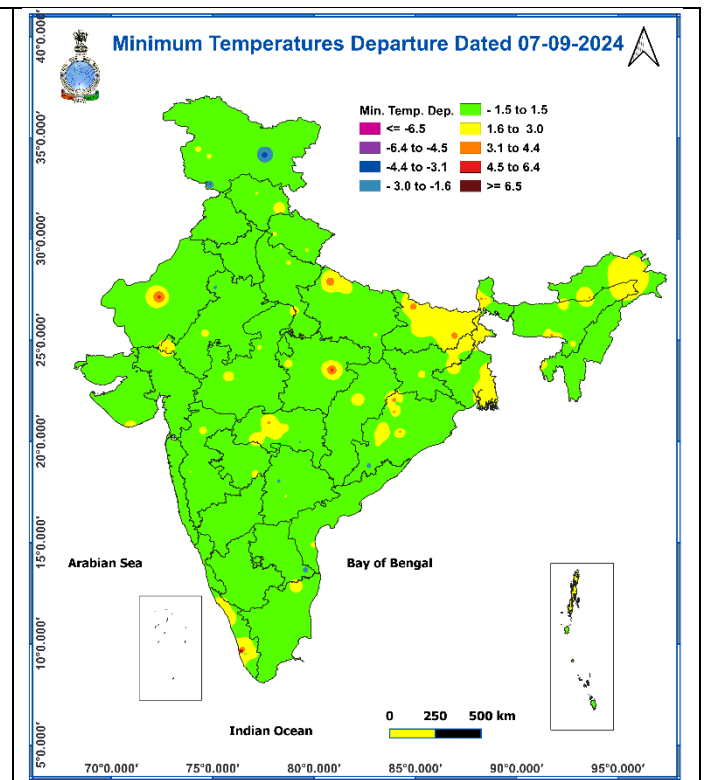 Minimum Temperatures Departure Dated 07-09-2024
Min. Temp. Dep.
<= -6.5
-6.4 to -4.5
-4.4 to -3.1
- 3.0 to -1.6
- 1.5 to 1.5
1.6 to 3.0
3.1 to 4.4
4.5 to 6.4
>= 6.5
40°0.000'
35°0.000'
30°0.000'
25°0.000'
20°0.000'
15°0.000'
10°0.000'
5°0.000'
Arabian Sea
Bay of Bengal
Indian Ocean
0 250 500 km
70°0.000' 75°0.000' 80°0.000' 85°0.000' 90°0.000' 95°0.000'